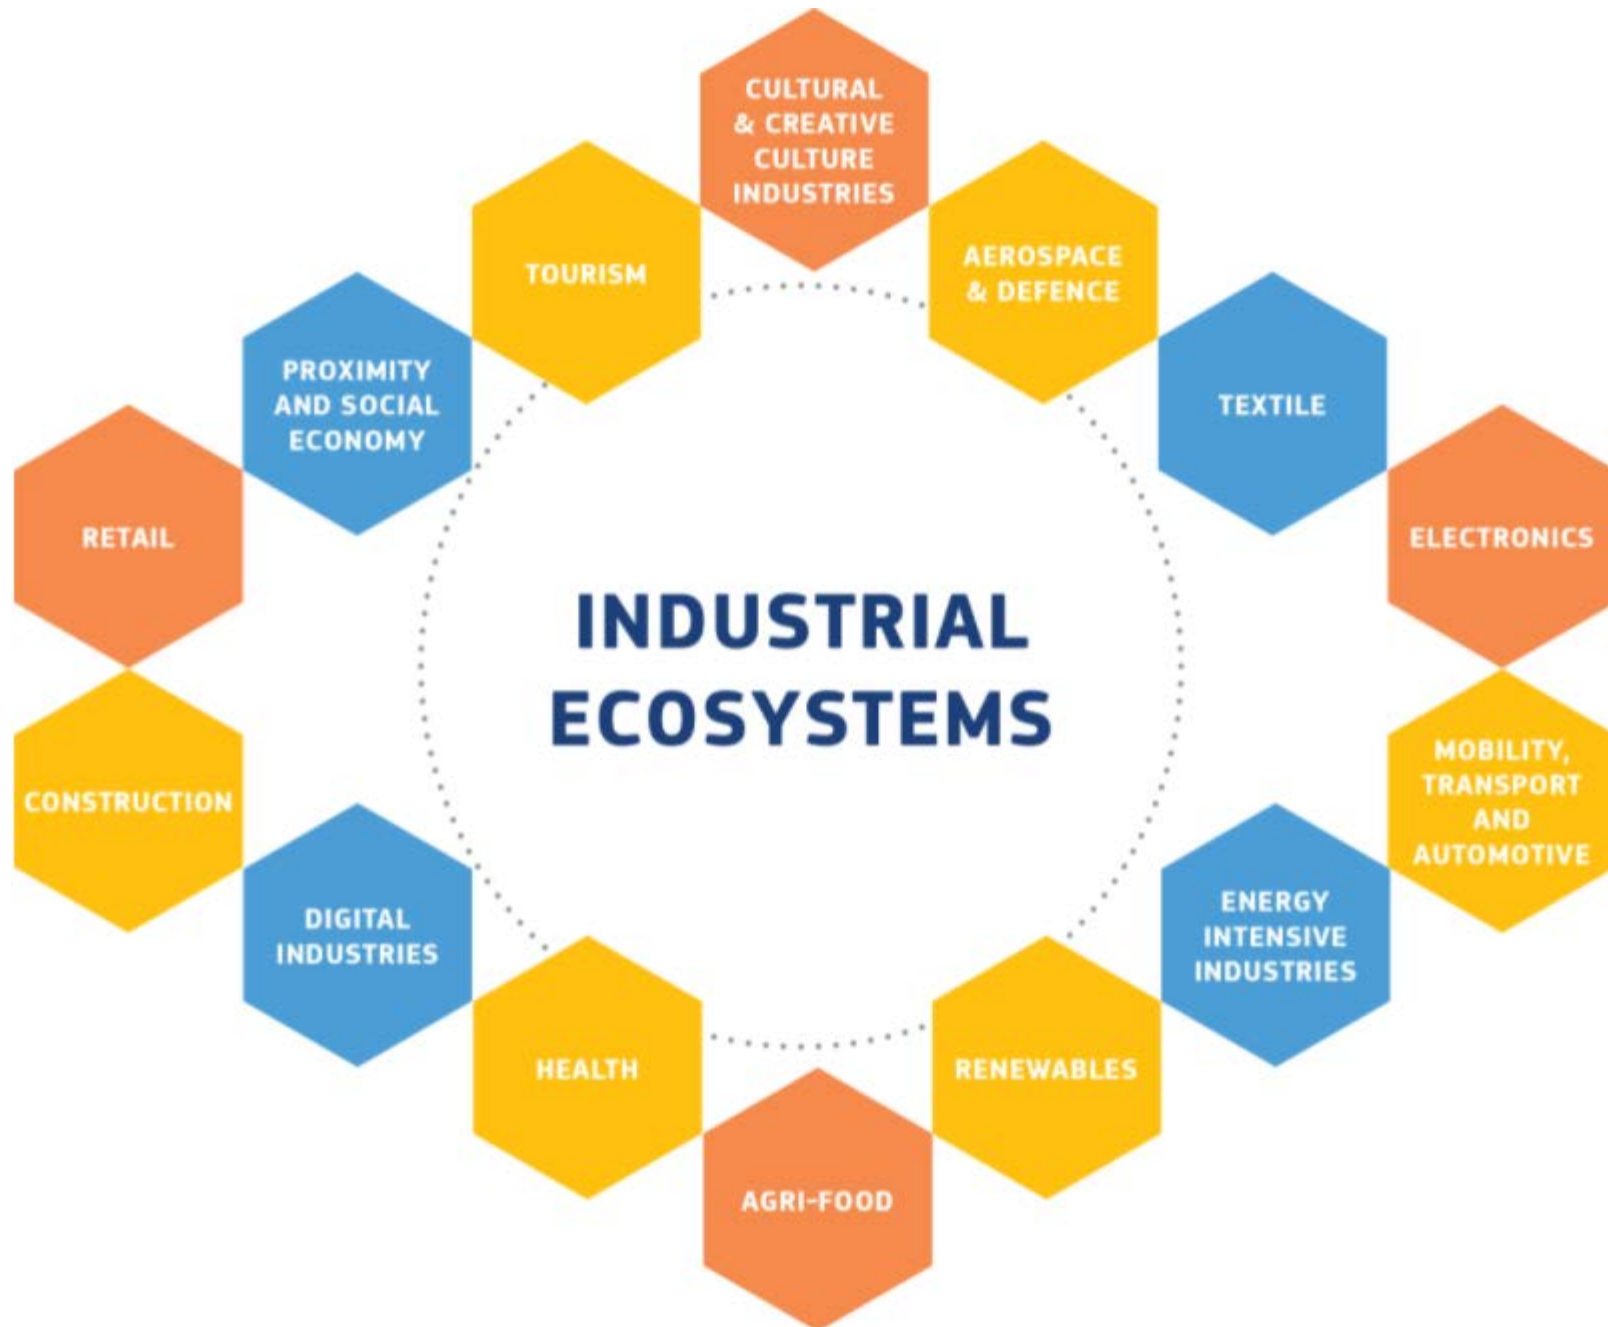 CULTURAL
& CREATIVE
CULTURE
INDUSTRIES
TOURISM
AEROSPACE
& DEFENCE
PROXIMITY
AND SOCIAL
ECONOMY
TEXTILE
RETAIL
ELECTRONICS
INDUSTRIAL
ECOSYSTEMS
CONSTRUCTION
MOBILITY,
TRANSPORT
AND
AUTOMOTIVE
DIGITAL
INDUSTRIES
ENERGY
INTENSIVE
INDUSTRIES
HEALTH
RENEWABLES
AGRI-FOOD